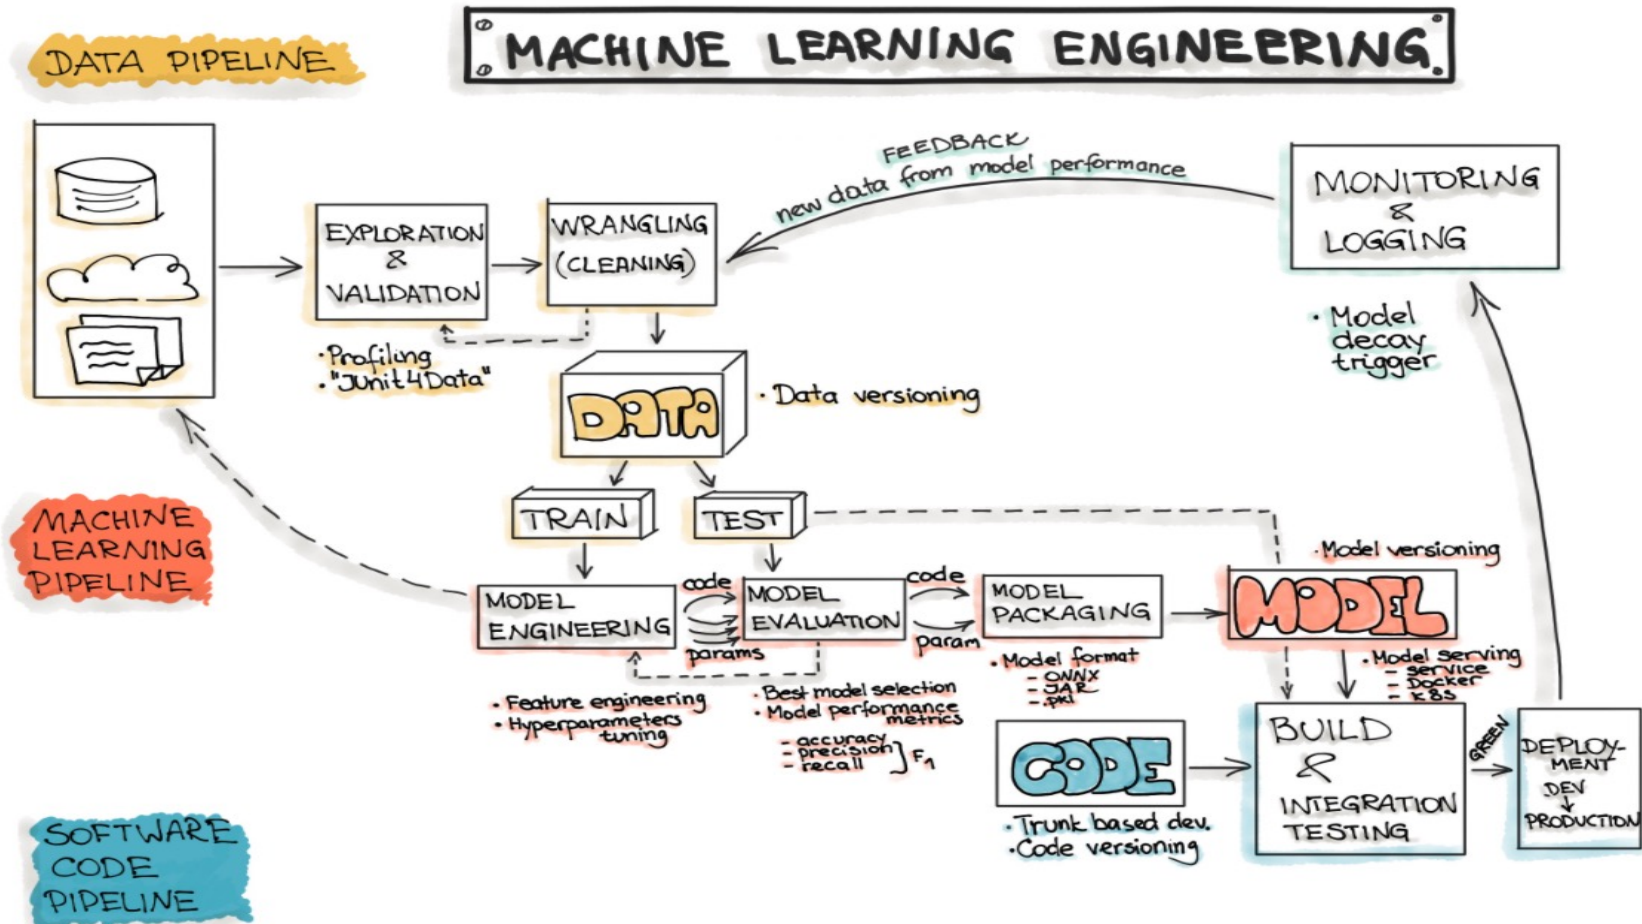 MACHINE LEARNING ENGINEERING.
DATA PIPELINE
EXPLORATION
&
VALIDATION
· Profiling
· "JUnit4Data"
WRANGLING
(CLEANING)
FEEDBACK
new data from model performance
MONITORING
&
LOGGING
· Model
decay
trigger
DATA
· Data versioning
TRAIN
TEST
MACHINE
LEARNING
PIPELINE
MODEL
ENGINEERING
· Feature engineering
· Hyperparameters
tuning
code
params
MODEL
EVALUATION
· Best model selection
· Model performance
metrics
- accuracy
- precision
- recall
F1
code
param
MODEL
PACKAGING
· Model format
- ONNX
- JAR
- .pkl
· Model versioning
MODEL
· Model serving
- service
- Docker
- K8s
SOFTWARE
CODE
PIPELINE
CODE
· Trunk based dev.
· Code versioning
BUILD
&
INTEGRATION
TESTING
GREEN
DEPLOY-
MENT
DEV
↓
PRODUCTION